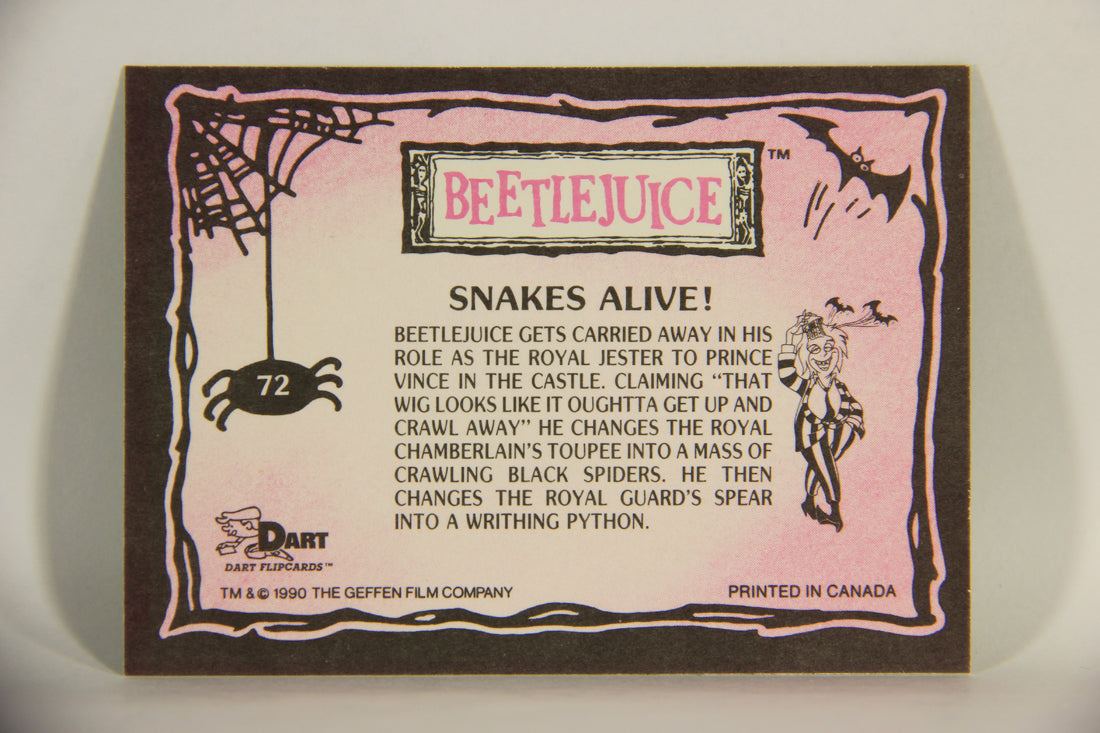 BEETLEJUICE TM
SNAKES ALIVE!
BEETLEJUICE GETS CARRIED AWAY IN HIS
ROLE AS THE ROYAL JESTER TO PRINCE
VINCE IN THE CASTLE. CLAIMING “THAT
WIG LOOKS LIKE IT OUGHTTA GET UP AND
CRAWL AWAY” HE CHANGES THE ROYAL
CHAMBERLAIN’S TOUPEE INTO A MASS OF
CRAWLING BLACK SPIDERS. HE THEN
CHANGES THE ROYAL GUARD’S SPEAR
INTO A WRITHING PYTHON.
72
DART
DART FLIPCARDS™
TM & © 1990 THE GEFFEN FILM COMPANY
PRINTED IN CANADA